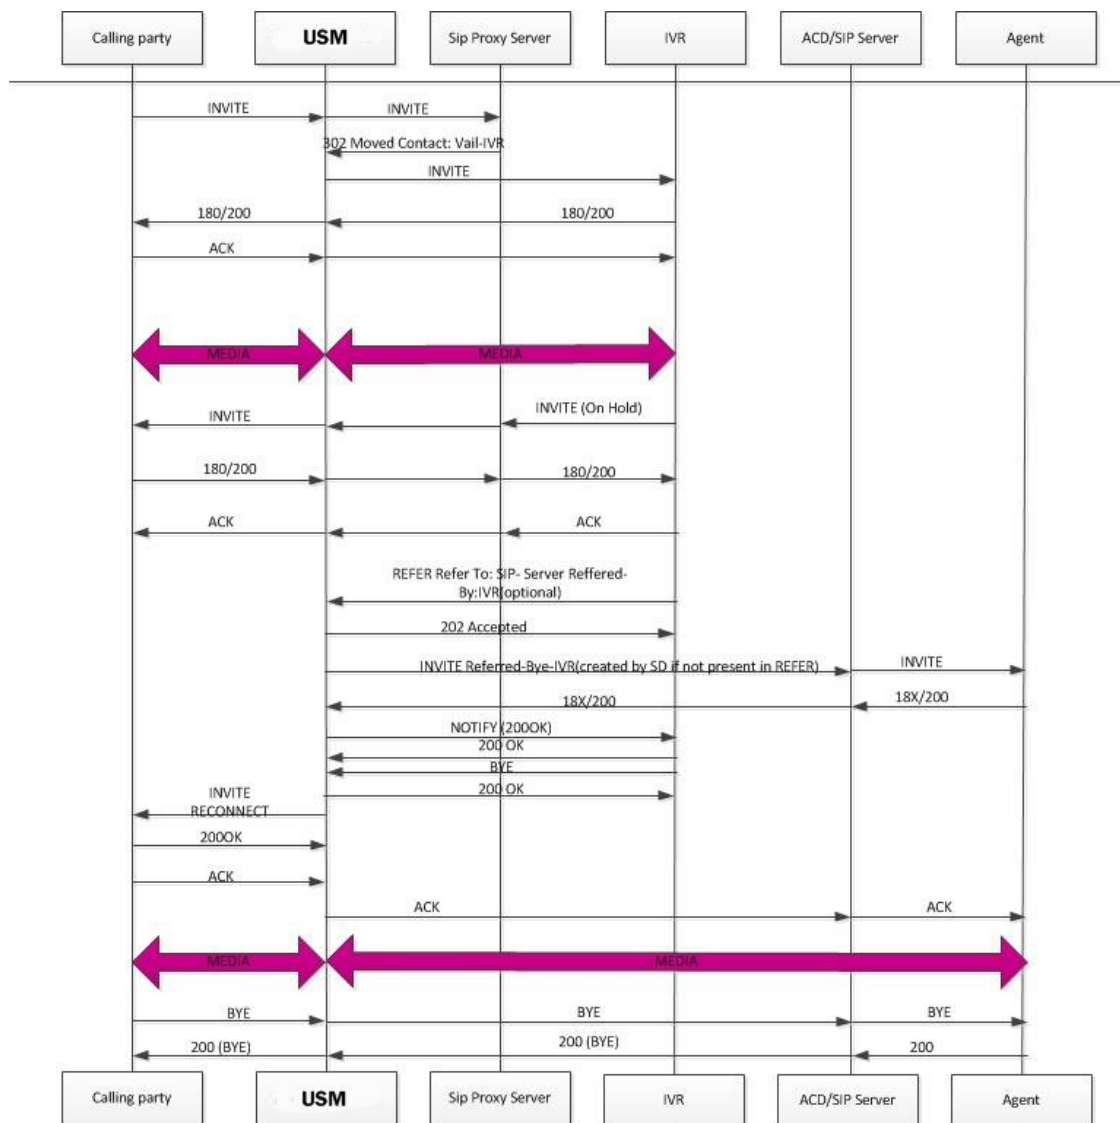 Calling party
USM
Sip Proxy Server
IVR
ACD/SIP Server
Agent
INVITE
INVITE
302 Moved Contact: Vail-IVR
INVITE
180/200
180/200
ACK
MEDIA
MEDIA
INVITE (On Hold)
INVITE
180/200
180/200
ACK
ACK
REFER Refer To: SIP- Server Reffered-
By:IVR(optional)
202 Accepted
INVITE Referred-Bye-IVR(created by SD if not present in REFER)
INVITE
18X/200
18X/200
NOTIFY (200OK)
200 OK
BYE
200 OK
INVITE
RECONNECT
200OK
ACK
ACK
ACK
MEDIA
MEDIA
BYE
BYE
BYE
200 (BYE)
200 (BYE)
200
Calling party
USM
Sip Proxy Server
IVR
ACD/SIP Server
Agent